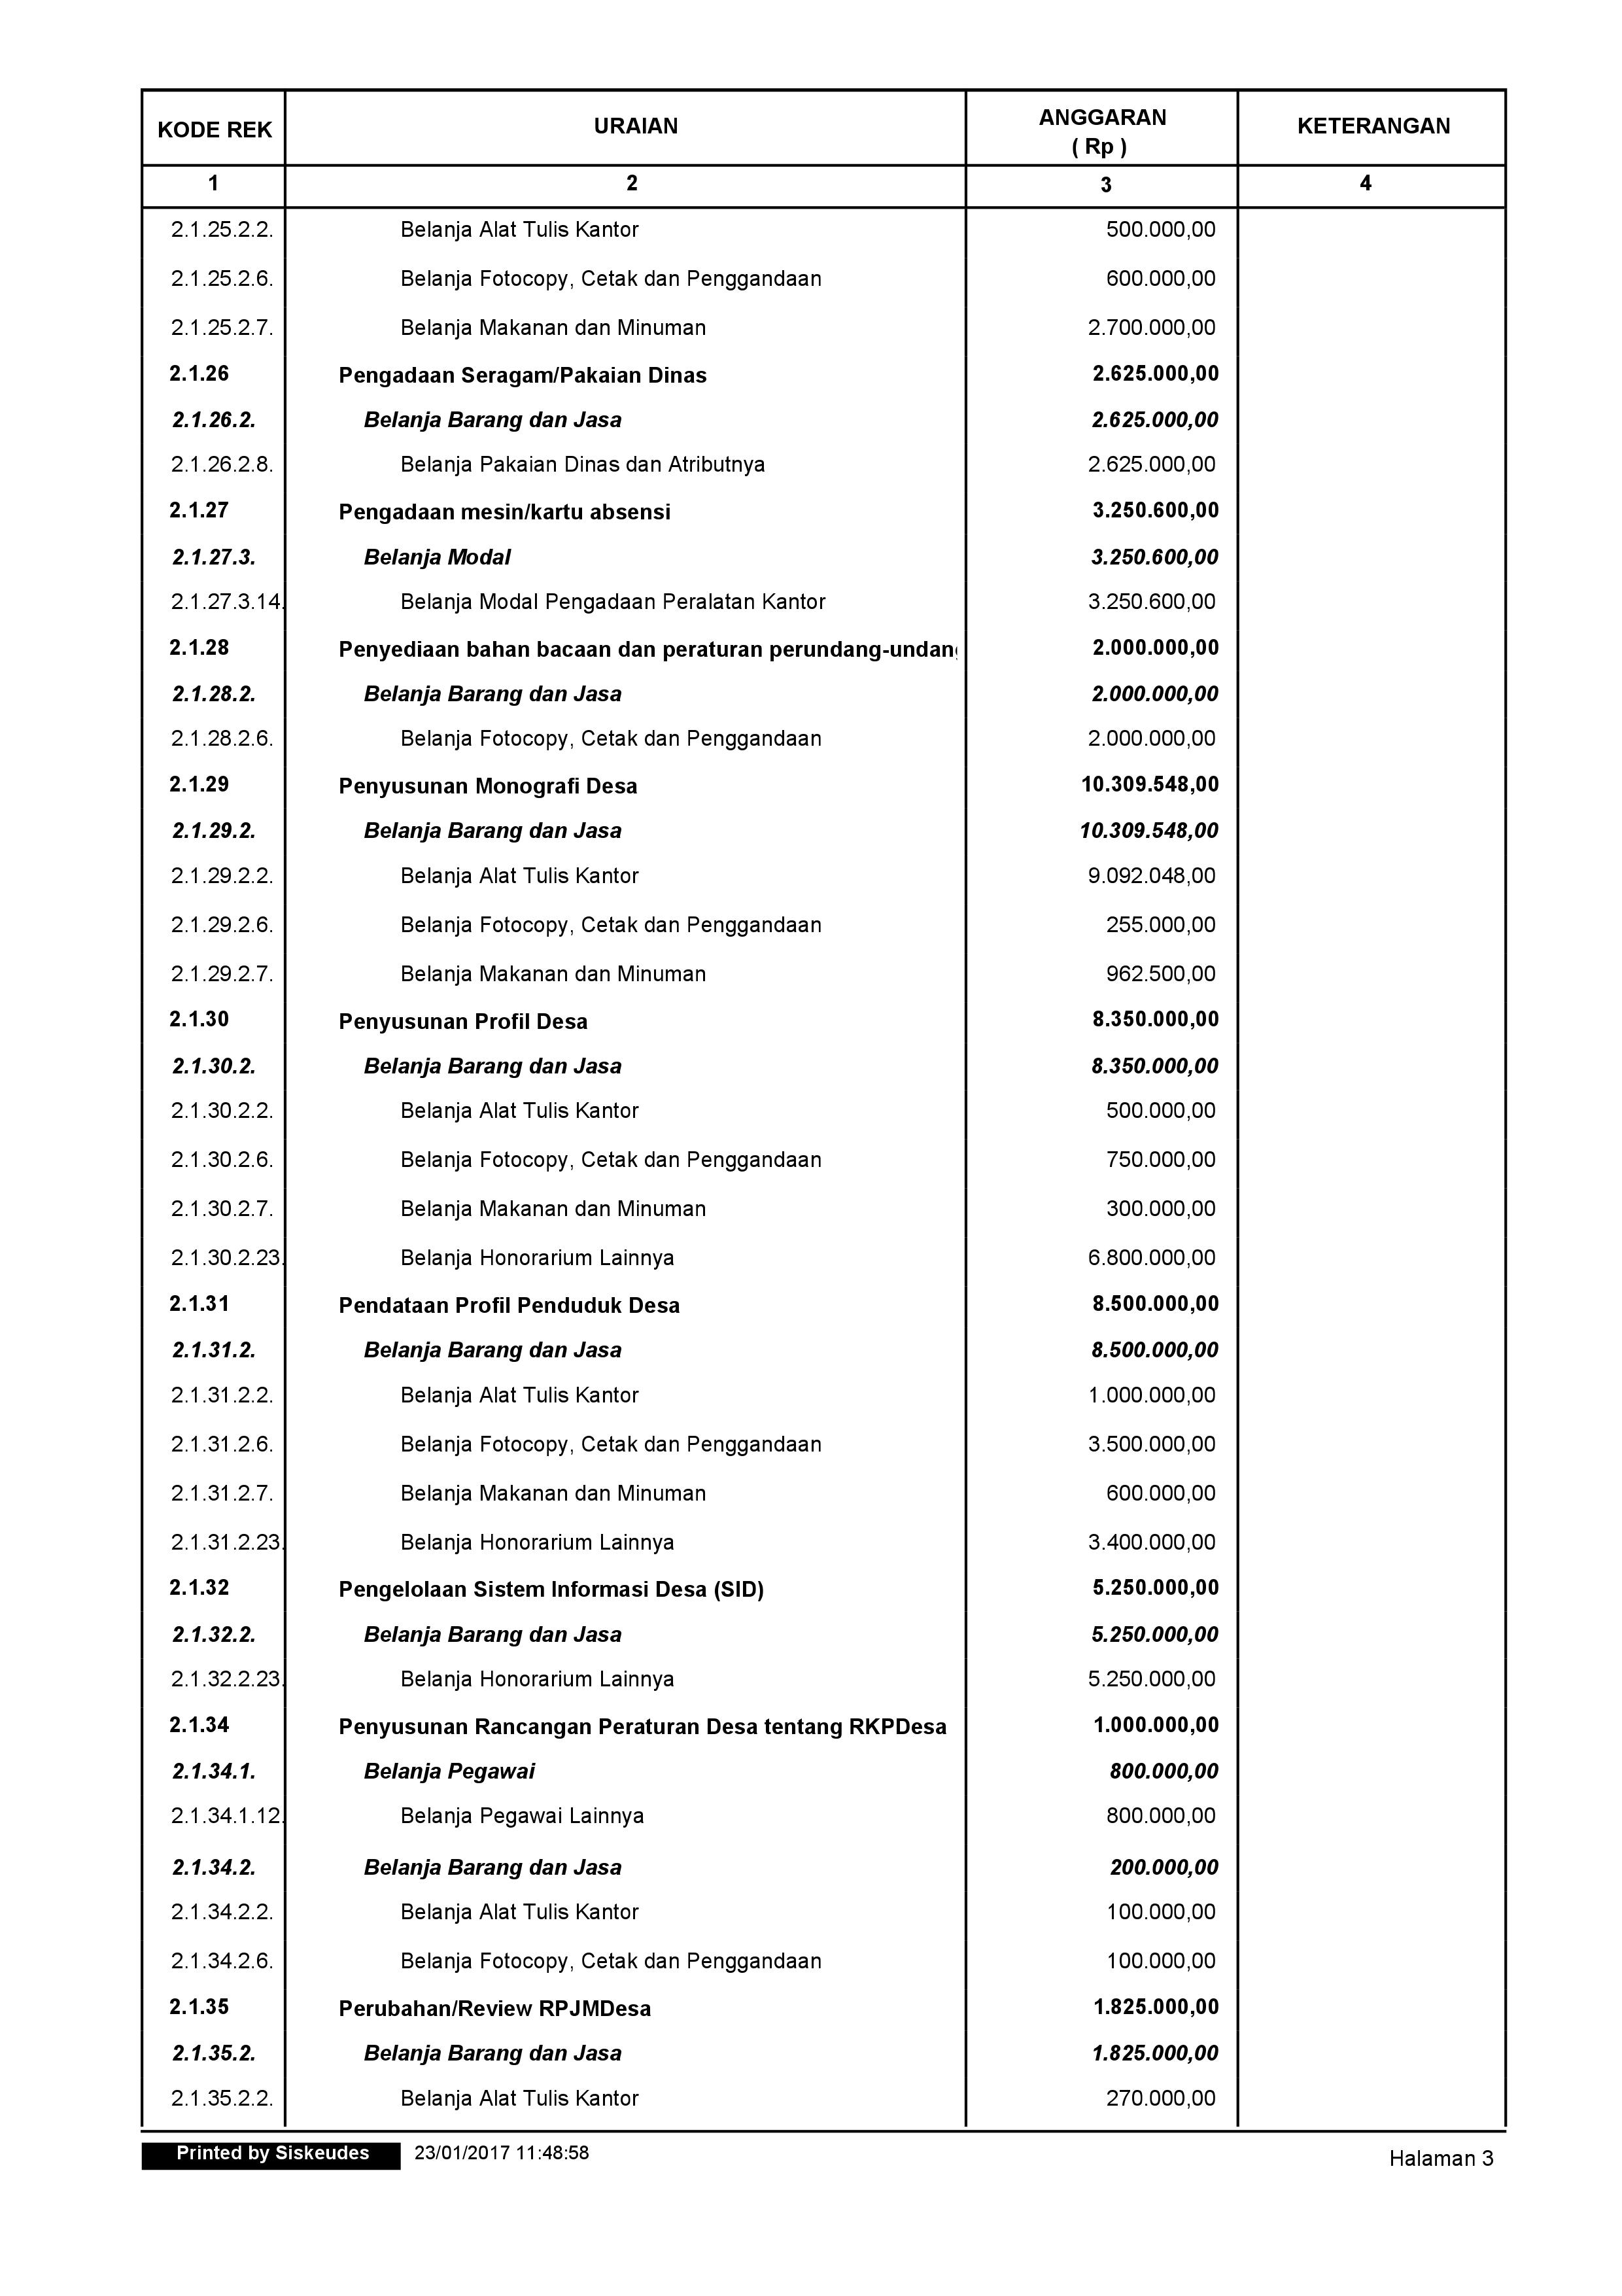 KODE REK URAIAN ANGGARAN ( Rp ) KETERANGAN
1 2 3 4
2.1.25.2.2. Belanja Alat Tulis Kantor 500.000,00
2.1.25.2.6. Belanja Fotocopy, Cetak dan Penggandaan 600.000,00
2.1.25.2.7. Belanja Makanan dan Minuman 2.700.000,00
2.1.26 Pengadaan Seragam/Pakaian Dinas 2.625.000,00
2.1.26.2. Belanja Barang dan Jasa 2.625.000,00
2.1.26.2.8. Belanja Pakaian Dinas dan Atributnya 2.625.000,00
2.1.27 Pengadaan mesin/kartu absensi 3.250.600,00
2.1.27.3. Belanja Modal 3.250.600,00
2.1.27.3.14. Belanja Modal Pengadaan Peralatan Kantor 3.250.600,00
2.1.28 Penyediaan bahan bacaan dan peraturan perundang-undang 2.000.000,00
2.1.28.2. Belanja Barang dan Jasa 2.000.000,00
2.1.28.2.6. Belanja Fotocopy, Cetak dan Penggandaan 2.000.000,00
2.1.29 Penyusunan Monografi Desa 10.309.548,00
2.1.29.2. Belanja Barang dan Jasa 10.309.548,00
2.1.29.2.2. Belanja Alat Tulis Kantor 9.092.048,00
2.1.29.2.6. Belanja Fotocopy, Cetak dan Penggandaan 255.000,00
2.1.29.2.7. Belanja Makanan dan Minuman 962.500,00
2.1.30 Penyusunan Profil Desa 8.350.000,00
2.1.30.2. Belanja Barang dan Jasa 8.350.000,00
2.1.30.2.2. Belanja Alat Tulis Kantor 500.000,00
2.1.30.2.6. Belanja Fotocopy, Cetak dan Penggandaan 750.000,00
2.1.30.2.7. Belanja Makanan dan Minuman 300.000,00
2.1.30.2.23. Belanja Honorarium Lainnya 6.800.000,00
2.1.31 Pendataan Profil Penduduk Desa 8.500.000,00
2.1.31.2. Belanja Barang dan Jasa 8.500.000,00
2.1.31.2.2. Belanja Alat Tulis Kantor 1.000.000,00
2.1.31.2.6. Belanja Fotocopy, Cetak dan Penggandaan 3.500.000,00
2.1.31.2.7. Belanja Makanan dan Minuman 600.000,00
2.1.31.2.23. Belanja Honorarium Lainnya 3.400.000,00
2.1.32 Pengelolaan Sistem Informasi Desa (SID) 5.250.000,00
2.1.32.2. Belanja Barang dan Jasa 5.250.000,00
2.1.32.2.23. Belanja Honorarium Lainnya 5.250.000,00
2.1.34 Penyusunan Rancangan Peraturan Desa tentang RKPDesa 1.000.000,00
2.1.34.1. Belanja Pegawai 800.000,00
2.1.34.1.12. Belanja Pegawai Lainnya 800.000,00
2.1.34.2. Belanja Barang dan Jasa 200.000,00
2.1.34.2.2. Belanja Alat Tulis Kantor 100.000,00
2.1.34.2.6. Belanja Fotocopy, Cetak dan Penggandaan 100.000,00
2.1.35 Perubahan/Review RPJMDesa 1.825.000,00
2.1.35.2. Belanja Barang dan Jasa 1.825.000,00
2.1.35.2.2. Belanja Alat Tulis Kantor 270.000,00
Printed by Siskeudes 23/01/2017 11:48:58 Halaman 3